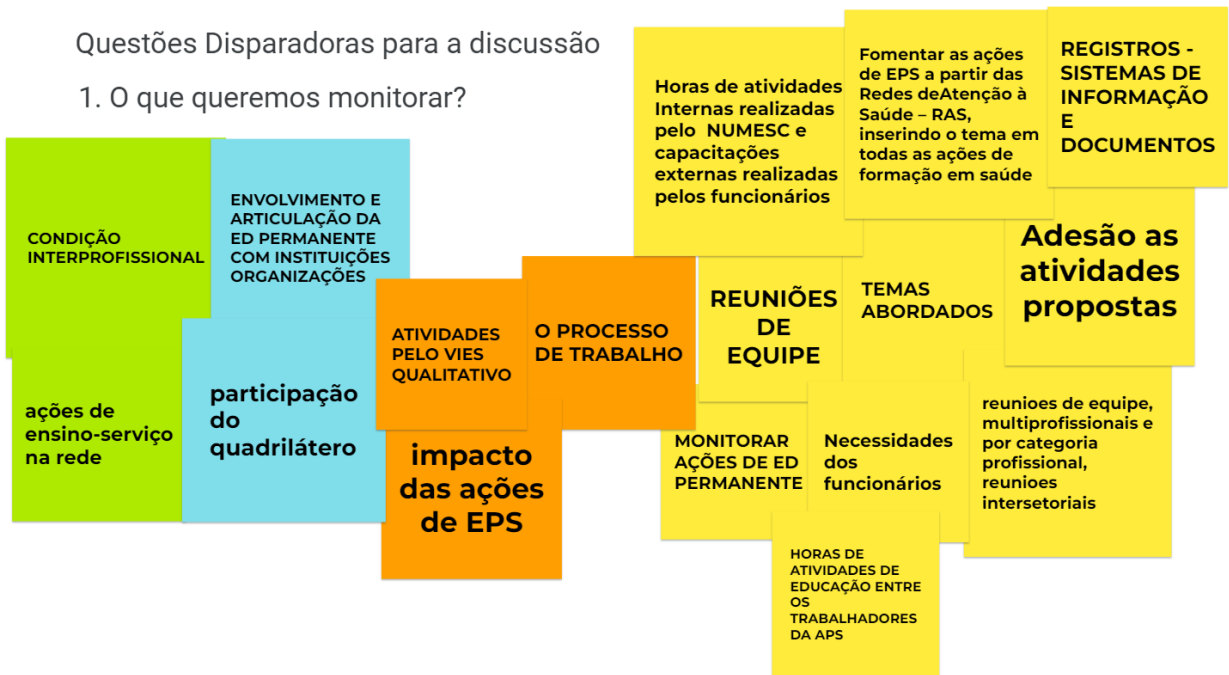 Questões Disparadoras para a discussão
1. O que queremos monitorar?
CONDIÇÃO
INTERPROFISSIONAL
ENVOLVIMENTO E
ARTICULAÇÃO DA
ED PERMANENTE
COM INSTITUIÇÕES
ORGANIZAÇÕES
ações de
ensino-serviço
na rede
participação
do
quadrilátero
ATIVIDADES
PELO VIES
QUALITATIVO
O PROCESSO
DE TRABALHO
impacto
das ações
de EPS
Horas de atividades
Internas realizadas
pelo NUMESC e
capacitações
externas realizadas
pelos funcionários
Fomentar as ações
de EPS a partir das
Redes deAtenção à
Saúde – RAS,
inserindo o tema em
todas as ações de
formação em saúde
REGISTROS -
SISTEMAS DE
INFORMAÇÃO
E
DOCUMENTOS
REUNIÕES
DE
EQUIPE
TEMAS
ABORDADOS
Adesão as
atividades
propostas
MONITORAR
AÇÕES DE ED
PERMANENTE
Necessidades
dos
funcionários
reunioes de equipe,
multiprofissionais e
por categoria
profissional,
reunioes
intersetoriais
HORAS DE
ATIVIDADES DE
EDUCAÇÃO ENTRE
OS
TRABALHADORES
DA APS